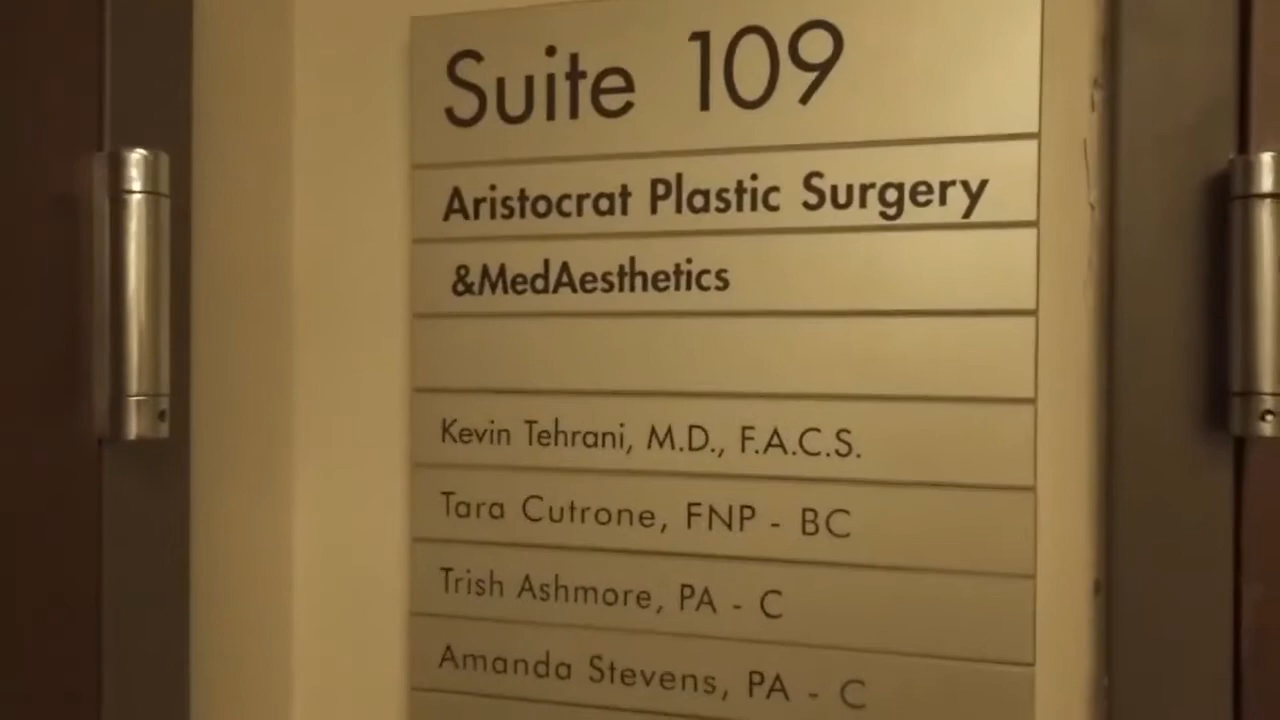 Suite 109
Aristocrat Plastic Surgery
&MedAesthetics
Kevin Tehrani, M.D., F.A.C.S.
Tara Cutrone, FNP - BC
Trish Ashmore, PA - C
Amanda Stevens, PA - C